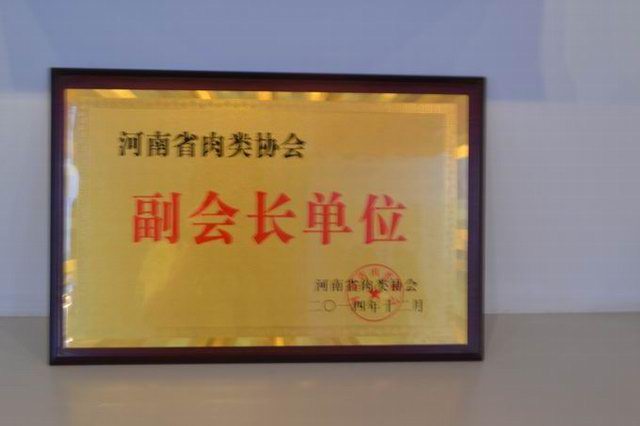 河南省肉类协会
副会长单位
河南省肉类协会
二〇一四年十二月